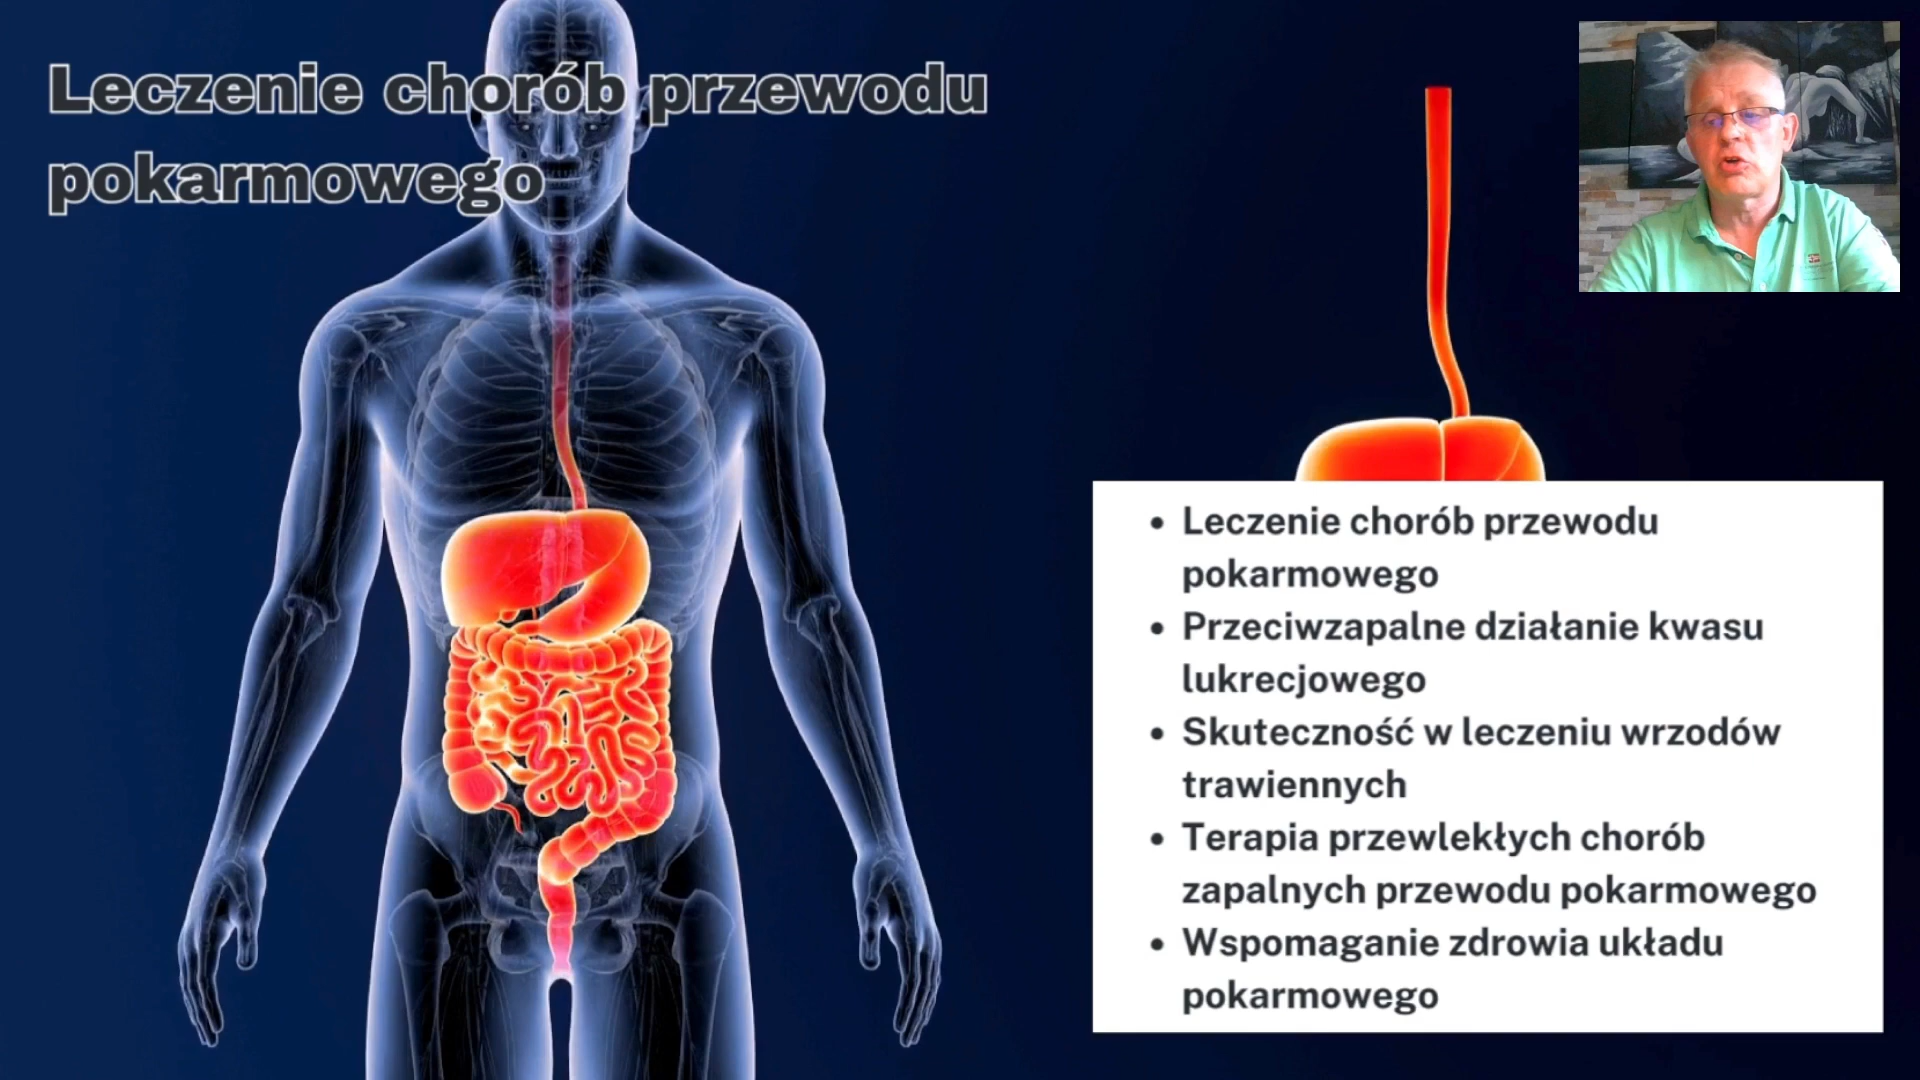 Leczenie chorób przewodu
pokarmowego
• Leczenie chorób przewodu
pokarmowego
• Przeciwzapalne działanie kwasu
lukrecjowego
• Skuteczność w leczeniu wrzodów
trawiennych
• Terapia przewlekłych chorób
zapalnych przewodu pokarmowego
• Wspomaganie zdrowia układu
pokarmowego